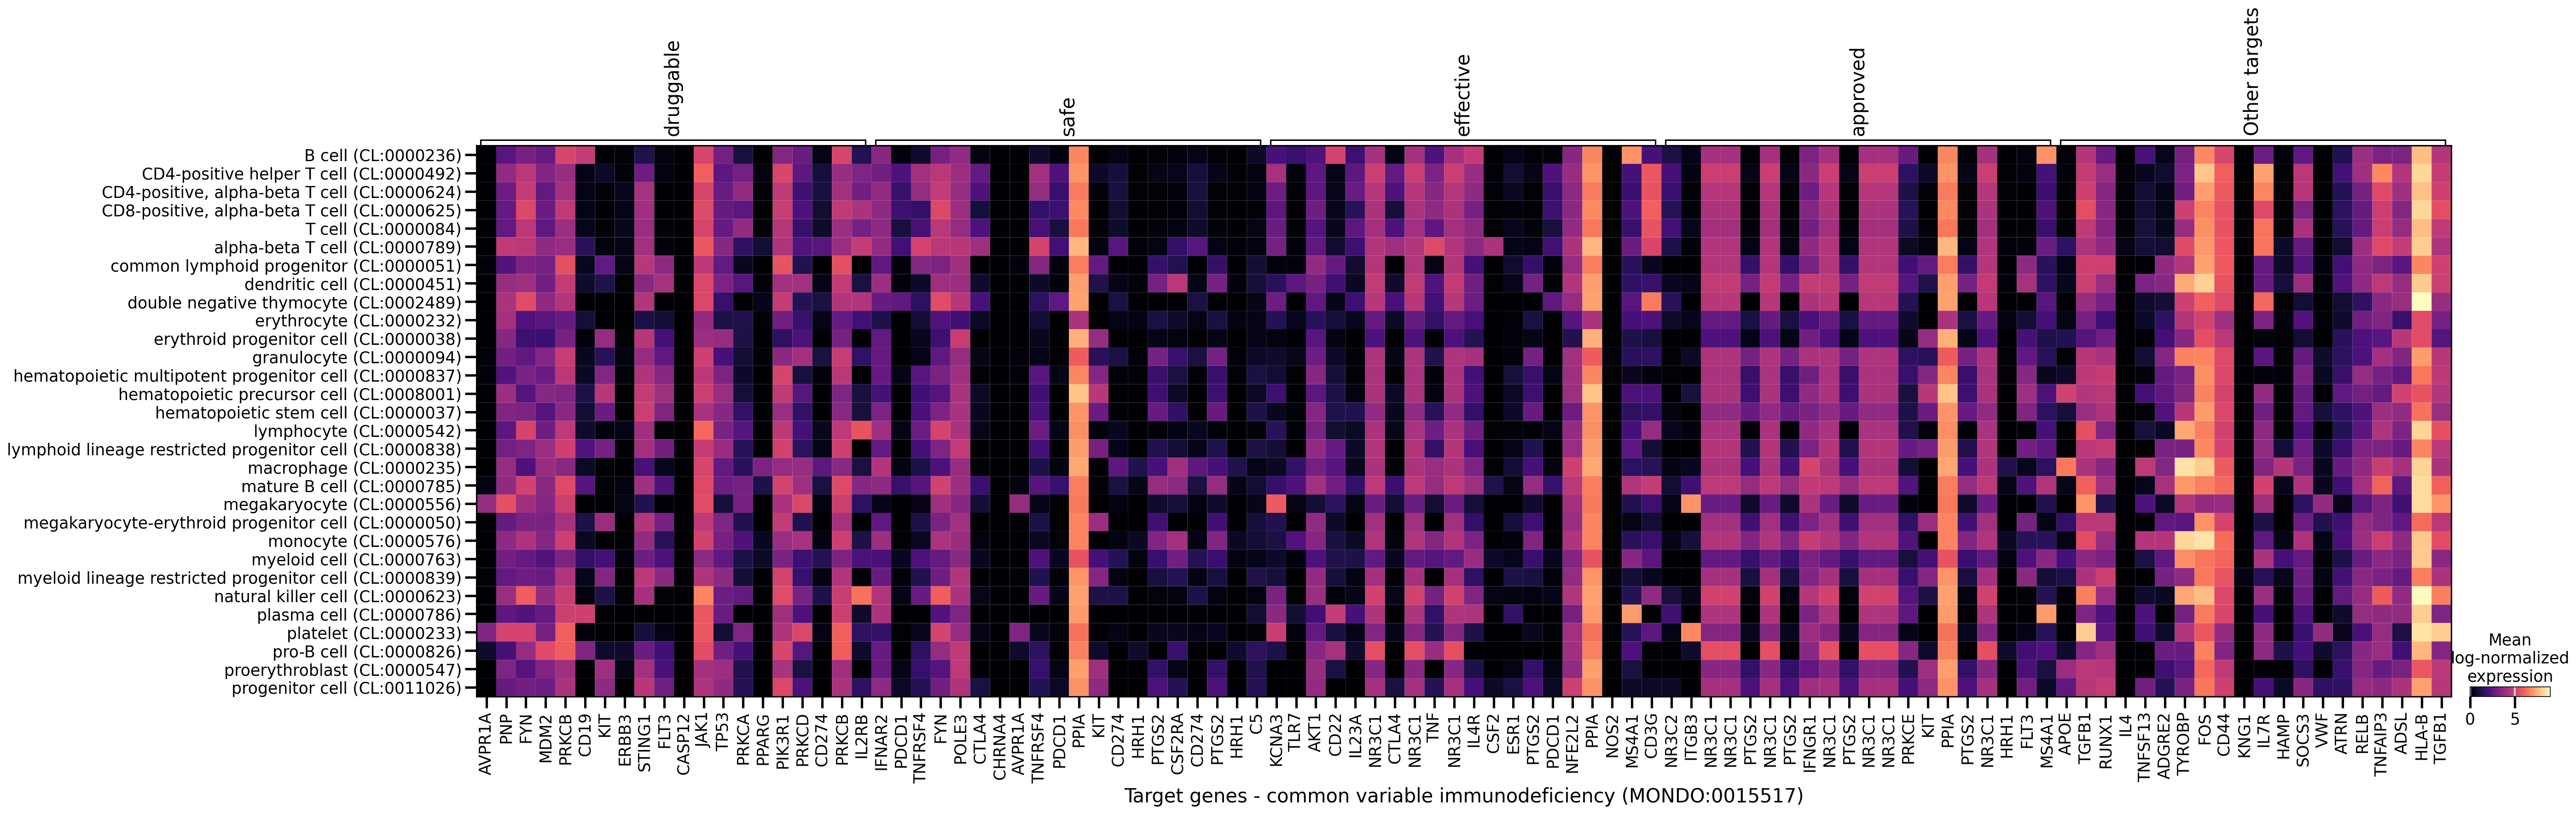 druggable
safe
effective
approved
Other targets
B cell (CL:0000236)
CD4-positive helper T cell (CL:0000492)
CD4-positive, alpha-beta T cell (CL:0000624)
CD8-positive, alpha-beta T cell (CL:0000625)
T cell (CL:0000084)
alpha-beta T cell (CL:0000789)
common lymphoid progenitor (CL:0000051)
dendritic cell (CL:0000451)
double negative thymocyte (CL:0002489)
erythrocyte (CL:0000232)
erythroid progenitor cell (CL:0000038)
granulocyte (CL:0000094)
hematopoietic multipotent progenitor cell (CL:0000837)
hematopoietic precursor cell (CL:0008001)
hematopoietic stem cell (CL:0000037)
lymphocyte (CL:0000542)
lymphoid lineage restricted progenitor cell (CL:0000838)
macrophage (CL:0000235)
mature B cell (CL:0000785)
megakaryocyte (CL:0000556)
megakaryocyte-erythroid progenitor cell (CL:0000050)
monocyte (CL:0000576)
myeloid cell (CL:0000763)
myeloid lineage restricted progenitor cell (CL:0000839)
natural killer cell (CL:0000623)
plasma cell (CL:0000786)
platelet (CL:0000233)
pro-B cell (CL:0000826)
proerythroblast (CL:0000547)
progenitor cell (CL:0011026)
AVPR1A
PNP
FYN
MDM2
PRKCB
CD19
KIT
ERBB3
STING1
FLT3
CASP12
JAK1
TP53
PRKCA
PPARG
PIK3R1
PRKCD
CD274
PRKCB
IL2RB
IFNAR2
PDCD1
TNFRSF4
FYN
POLE3
CTLA4
CHRNA4
AVPR1A
TNFRSF4
PDCD1
PPIA
KIT
CD274
HRH1
PTGS2
CSF2RA
CD274
PTGS2
HRH1
C5
KCNA3
TLR7
AKT1
CD22
IL23A
NR3C1
CTLA4
NR3C1
TNF
NR3C1
IL4R
CSF2
ESR1
PTGS2
PDCD1
NFE2L2
PPIA
NOS2
MS4A1
CD3G
NR3C2
ITGB3
NR3C1
NR3C1
PTGS2
NR3C1
PTGS2
IFNGR1
NR3C1
PTGS2
NR3C1
NR3C1
PRKCE
KIT
PPIA
PTGS2
NR3C1
HRH1
FLT3
MS4A1
APOE
TGFB1
RUNX1
IL4
TNFSF13
ADGRE2
TYROBP
FOS
CD44
KNG1
IL7R
HAMP
SOCS3
VWF
ATRN
RELB
TNFAIP3
ADSL
HLA-B
TGFB1
Target genes - common variable immunodeficiency (MONDO:0015517)
Mean
log-normalized
expression
0 5